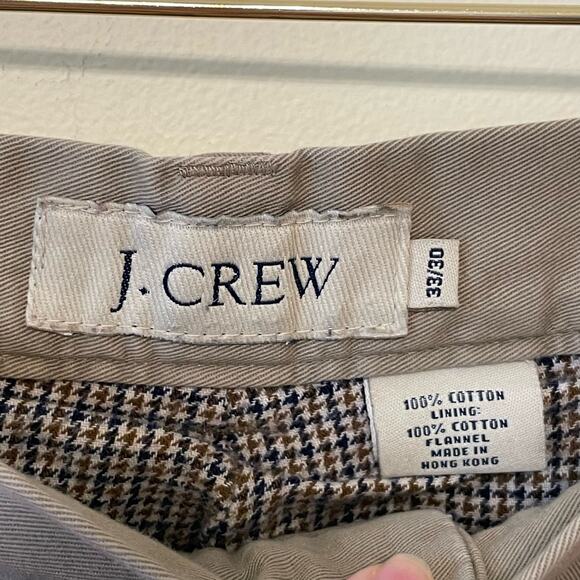 J. CREW
33/30
100% COTTON
LINING:
100% COTTON
FLANNEL
MADE IN
HONG KONG